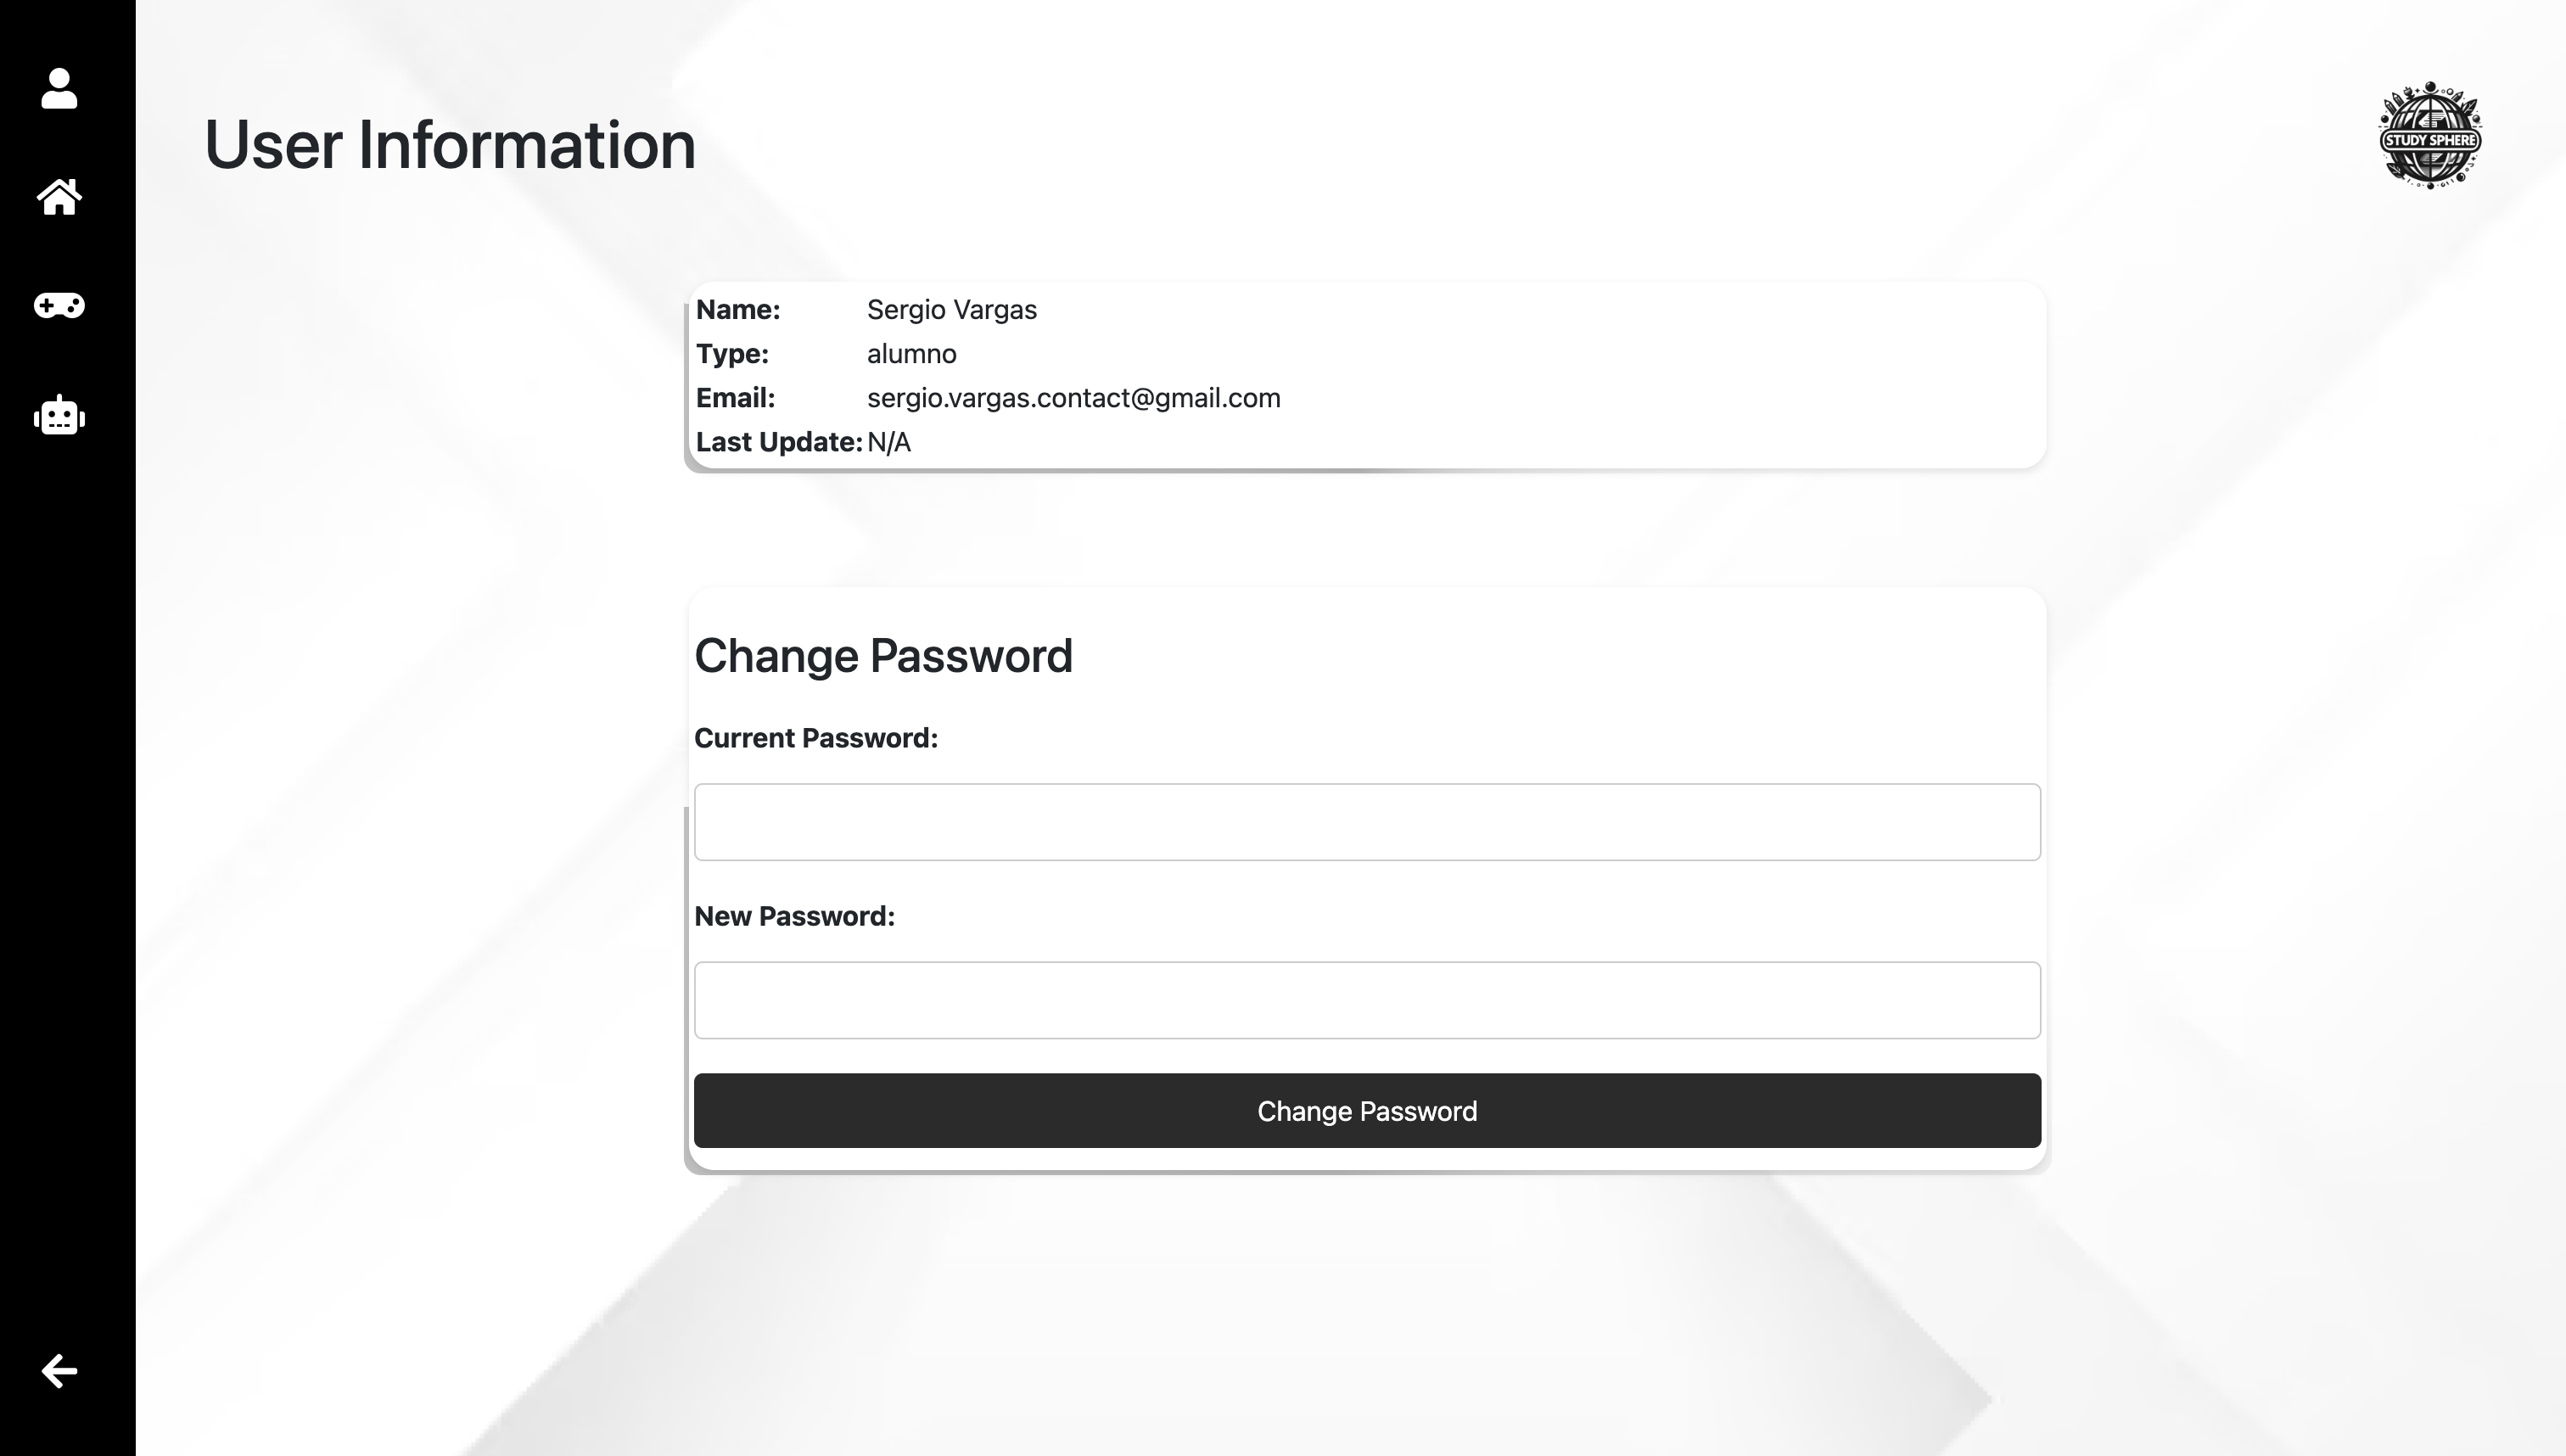 User Information
STUDY SPHERE
Name: Sergio Vargas
Type: alumno
Email: sergio.vargas.contact@gmail.com
Last Update: N/A
Change Password
Current Password:
New Password:
Change Password